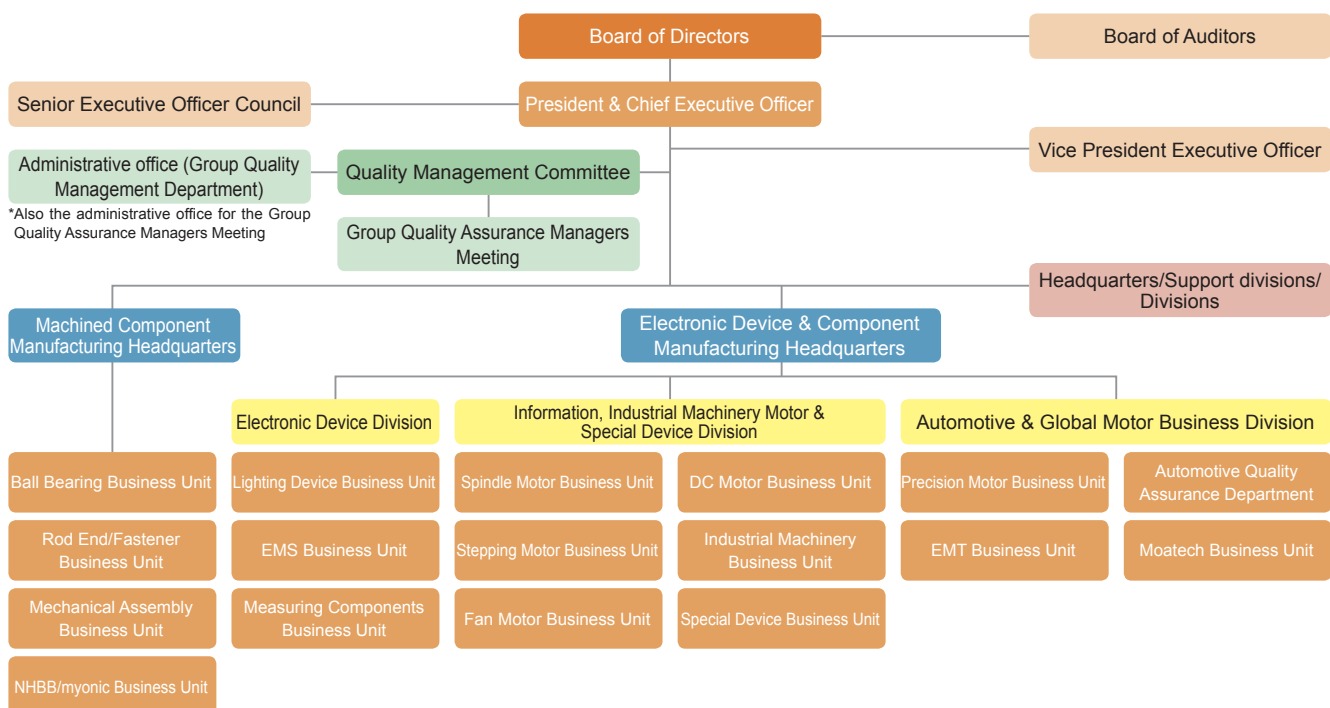 Board of Directors
Board of Auditors
Senior Executive Officer Council
President & Chief Executive Officer
Vice President Executive Officer
Administrative office (Group Quality
Management Department)
*Also the administrative office for the Group
Quality Assurance Managers Meeting
Quality Management Committee
Group Quality Assurance Managers
Meeting
Headquarters/Support divisions/
Divisions
Machined Component
Manufacturing Headquarters
Electronic Device & Component
Manufacturing Headquarters
Electronic Device Division
Information, Industrial Machinery Motor &
Special Device Division
Automotive & Global Motor Business Division
Ball Bearing Business Unit
Lighting Device Business Unit
Spindle Motor Business Unit
DC Motor Business Unit
Precision Motor Business Unit
Automotive Quality
Assurance Department
Rod End/Fastener
Business Unit
EMS Business Unit
Stepping Motor Business Unit
Industrial Machinery
Business Unit
EMT Business Unit
Moatech Business Unit
Mechanical Assembly
Business Unit
Measuring Components
Business Unit
Fan Motor Business Unit
Special Device Business Unit
NHBB/myonic Business Unit